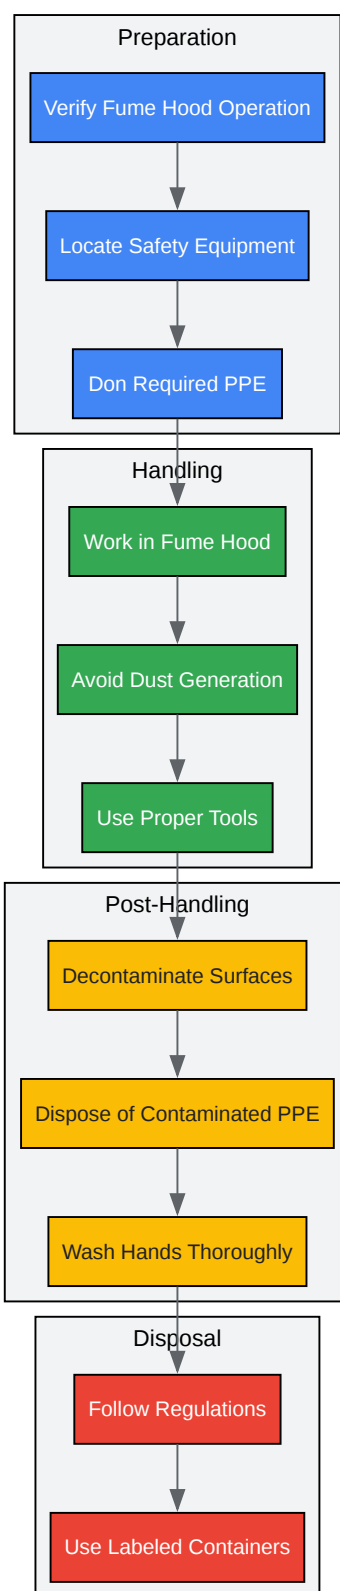 Preparation
Verify Fume Hood Operation
Locate Safety Equipment
Don Required PPE
Handling
Work in Fume Hood
Avoid Dust Generation
Use Proper Tools
Post-Handling
Decontaminate Surfaces
Dispose of Contaminated PPE
Wash Hands Thoroughly
Disposal
Follow Regulations
Use Labeled Containers